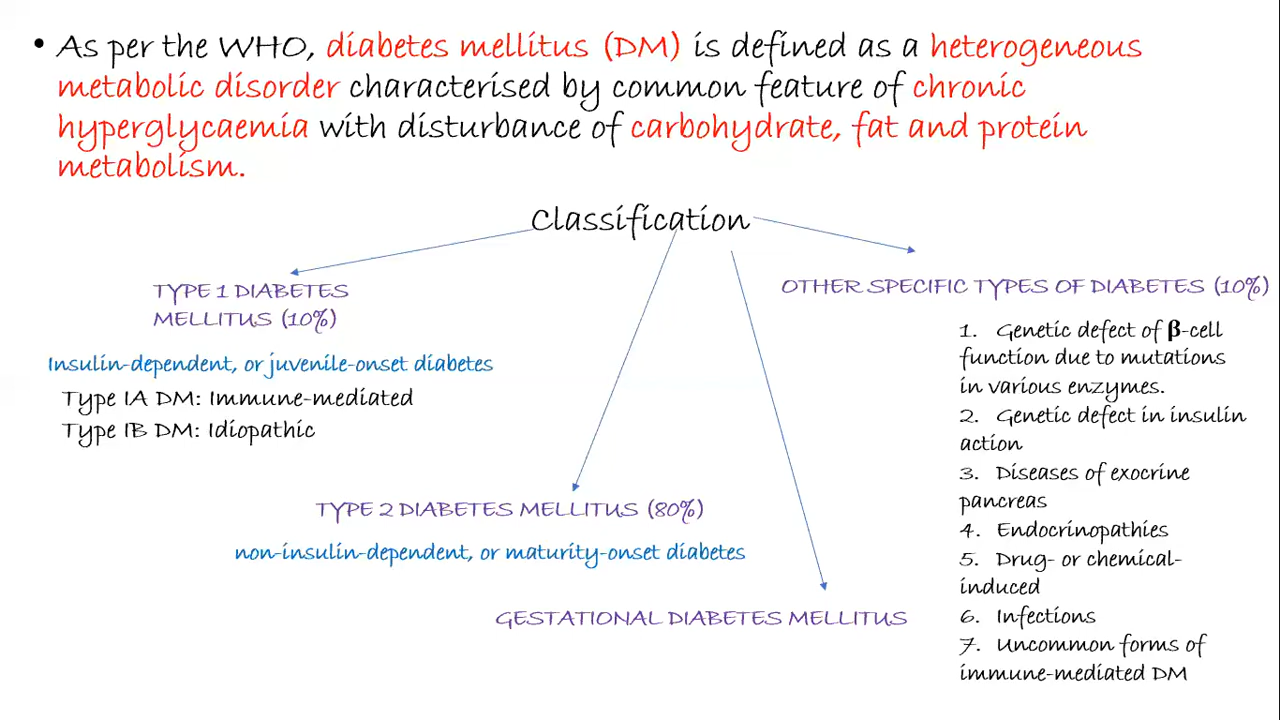 • As per the WHO, diabetes mellitus (DM) is defined as a heterogeneous
metabolic disorder characterised by common feature of chronic
hyperglycaemia with disturbance of carbohydrate, fat and protein
metabolism.
Classification
TYPE 1 DIABETES
MELLITUS (10%)
Insulin-dependent, or juvenile-onset diabetes
Type IA DM: Immune-mediated
Type IB DM: Idiopathic
TYPE 2 DIABETES MELLITUS (80%)
non-insulin-dependent, or maturity-onset diabetes
GESTATIONAL DIABETES MELLITUS
OTHER SPECIFIC TYPES OF DIABETES (10%)
1. Genetic defect of β-cell
function due to mutations
in various enzymes.
2. Genetic defect in insulin
action
3. Diseases of exocrine
pancreas
4. Endocrinopathies
5. Drug- or chemical-
induced
6. Infections
7. Uncommon forms of
immune-mediated DM